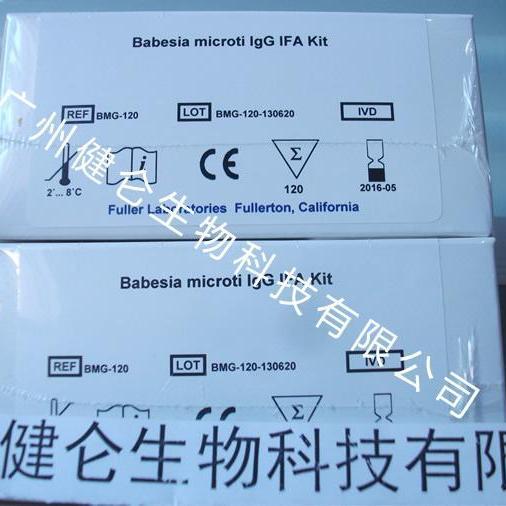 Babesia microti IgG IFA Kit
REF BMG-120 LOT BMG-120-130620 IVD
2°... 8°C i CE Σ 120 2016-05
Fuller Laboratories Fullerton, California
广州健仑生物科技有限公司
Babesia microti IgG IFA Kit
REF BMG-120 LOT BMG-120-130620 IVD
i CE Σ
健仑生物科技有限